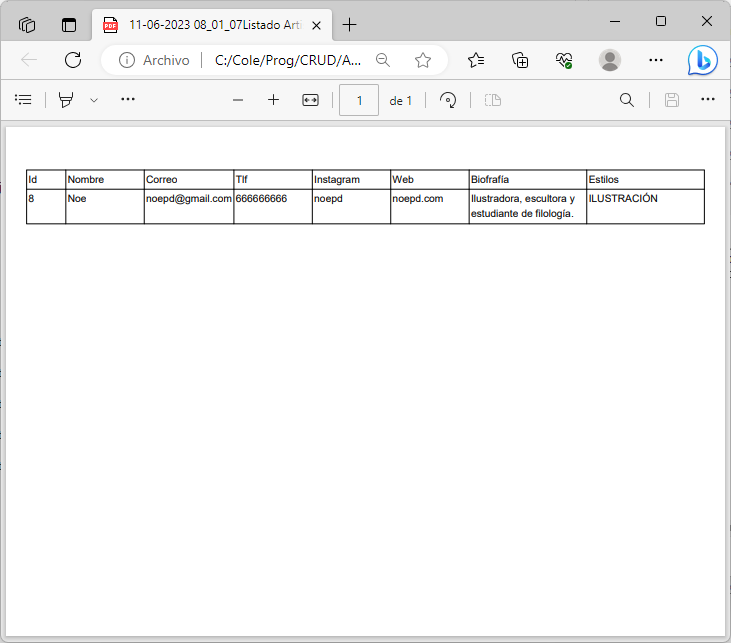 11-06-2023 08_01_07Listado Arti
Archivo C:/Cole/Prog/CRUD/A...
1 de 1
Id Nombre Correo Tlf Instagram Web Biofrafía Estilos
8 Noe noepd@gmail.com 666666666 noepd noepd.com Ilustradora, escultora y ILUSTRACIÓN
estudiante de filología.